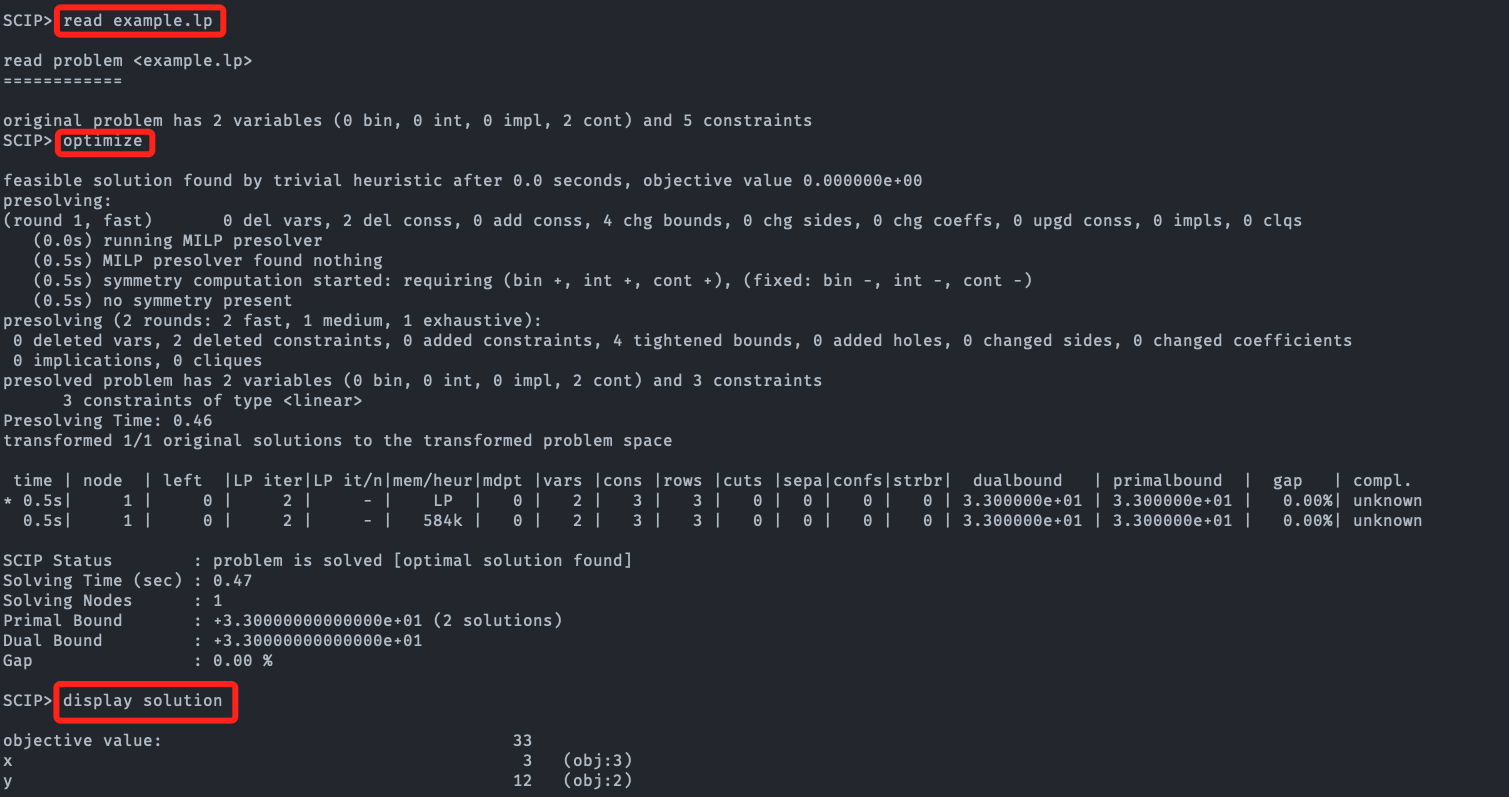 SCIP> read example.lp
read problem <example.lp>
============
original problem has 2 variables (0 bin, 0 int, 0 impl, 2 cont) and 5 constraints
SCIP> optimize
feasible solution found by trivial heuristic after 0.0 seconds, objective value 0.000000e+00
presolving:
(round 1, fast)       0 del vars, 2 del conss, 0 add conss, 4 chg bounds, 0 chg sides, 0 chg coeffs, 0 upgd conss, 0 impls, 0 clqs
   (0.0s) running MILP presolver
   (0.5s) MILP presolver found nothing
   (0.5s) symmetry computation started: requiring (bin +, int +, cont +), (fixed: bin -, int -, cont -)
   (0.5s) no symmetry present
presolving (2 rounds: 2 fast, 1 medium, 1 exhaustive):
 0 deleted vars, 2 deleted constraints, 0 added constraints, 4 tightened bounds, 0 added holes, 0 changed sides, 0 changed coefficients
 0 implications, 0 cliques
presolved problem has 2 variables (0 bin, 0 int, 0 impl, 2 cont) and 3 constraints
      3 constraints of type <linear>
Presolving Time: 0.46
transformed 1/1 original solutions to the transformed problem space
 time | node  | left  |LP iter|LP it/n|mem/heur|mdpt |vars |cons |rows |cuts |sepa|confs|strbr|  dualbound   | primalbound  |  gap   | compl.
* 0.5s|     1 |     0 |     2 |     - |    LP  |   0 |   2 |   3 |   3 |   0 |  0 |   0 |   0 | 3.300000e+01 | 3.300000e+01 |   0.00%| unknown
  0.5s|     1 |     0 |     2 |     - |   584k |   0 |   2 |   3 |   3 |   0 |  0 |   0 |   0 | 3.300000e+01 | 3.300000e+01 |   0.00%| unknown
SCIP Status        : problem is solved [optimal solution found]
Solving Time (sec) : 0.47
Solving Nodes      : 1
Primal Bound       : +3.30000000000000e+01 (2 solutions)
Dual Bound         : +3.30000000000000e+01
Gap                : 0.00 %
SCIP> display solution
objective value:                                   33
x                                                   3   (obj:3)
y                                                  12   (obj:2)